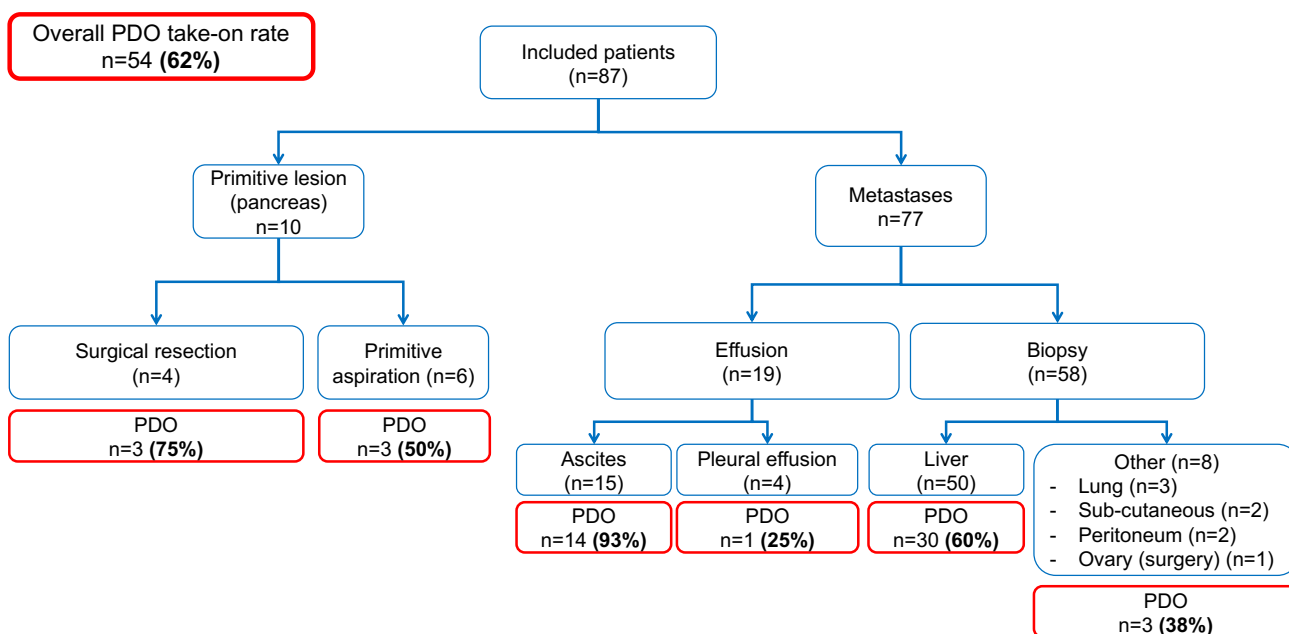 Overall PDO take-on rate
n=54 (62%)
Included patients
(n=87)
Primitive lesion
(pancreas)
n=10
Metastases
n=77
Surgical resection
(n=4)
Primitive
aspiration (n=6)
Effusion
(n=19)
Biopsy
(n=58)
PDO
n=3 (75%)
PDO
n=3 (50%)
Ascites
(n=15)
Pleural effusion
(n=4)
Liver
(n=50)
Other (n=8)
- Lung (n=3)
- Sub-cutaneous (n=2)
- Peritoneum (n=2)
- Ovary (surgery) (n=1)
PDO
n=14 (93%)
PDO
n=1 (25%)
PDO
n=30 (60%)
PDO
n=3 (38%)